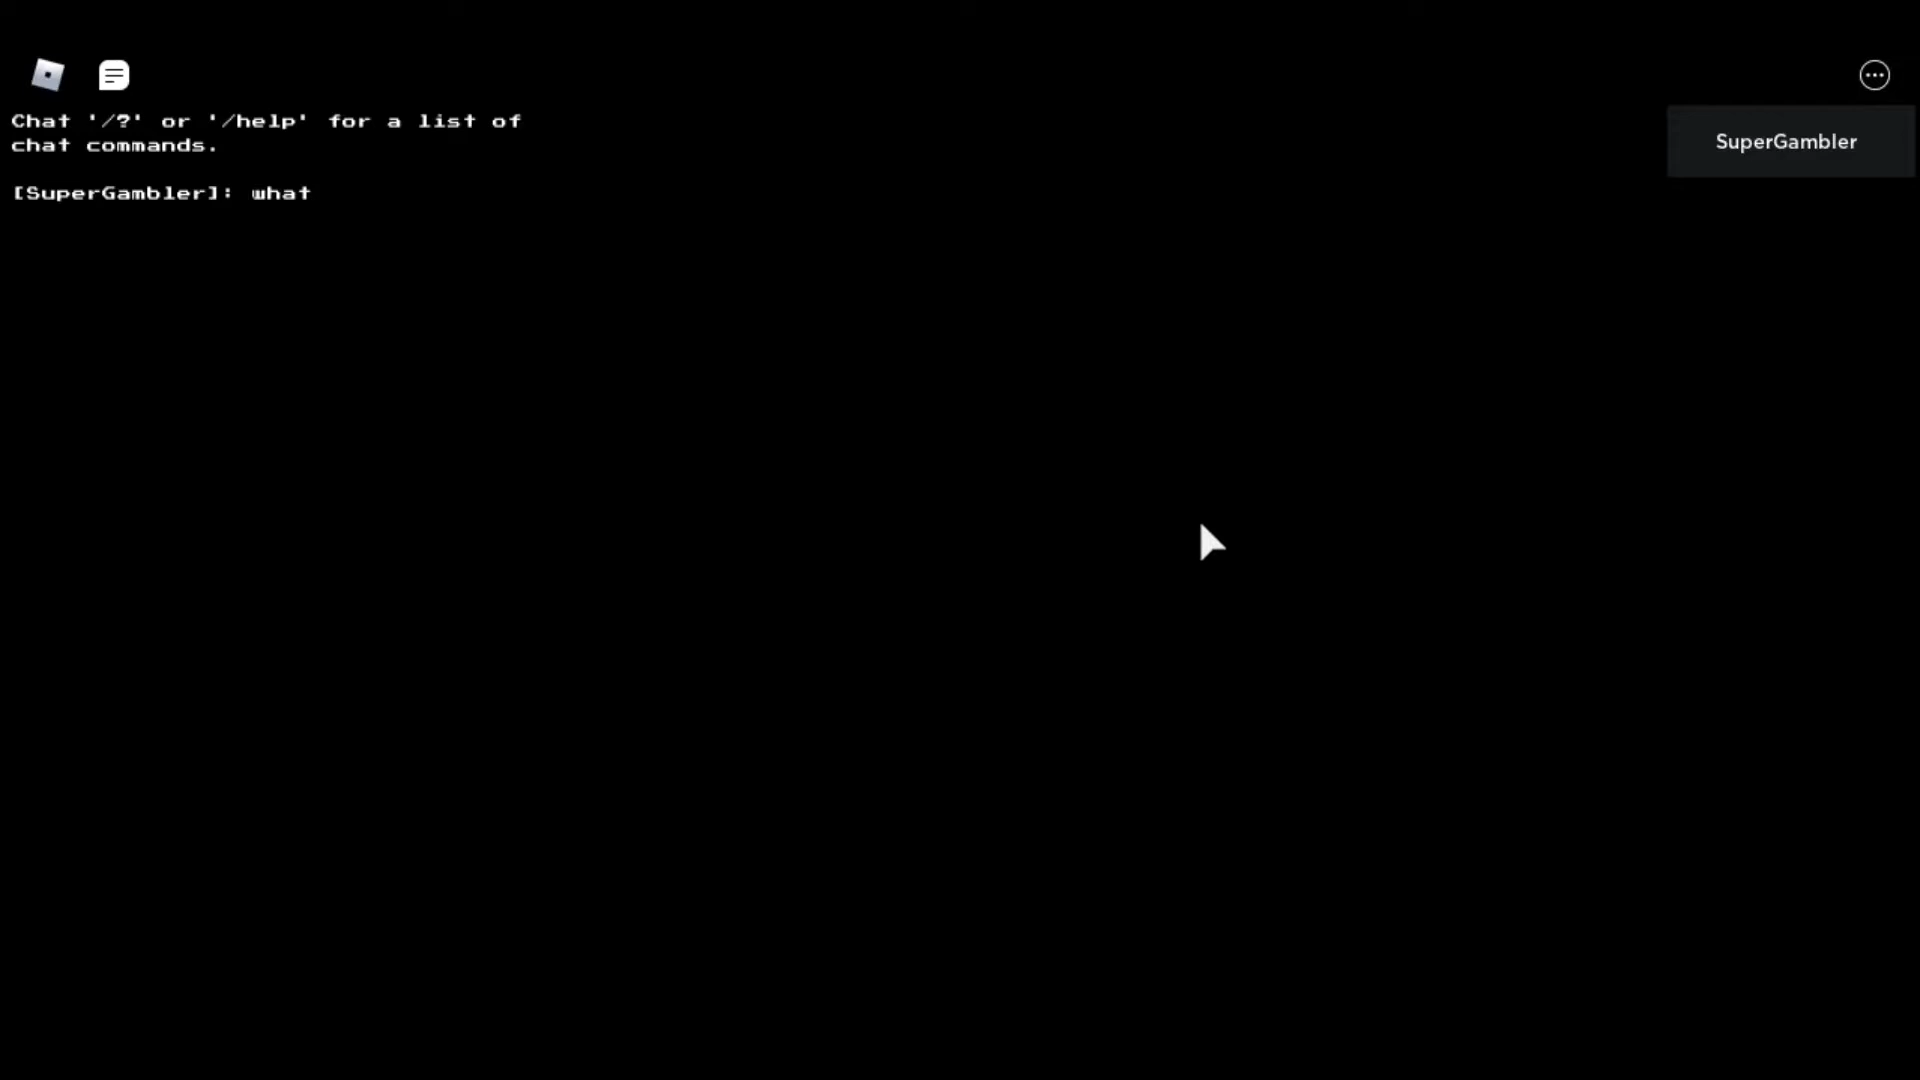 Chat '/?' or '/help' for a list of
chat commands.
SuperGambler
[SuperGambler]: what